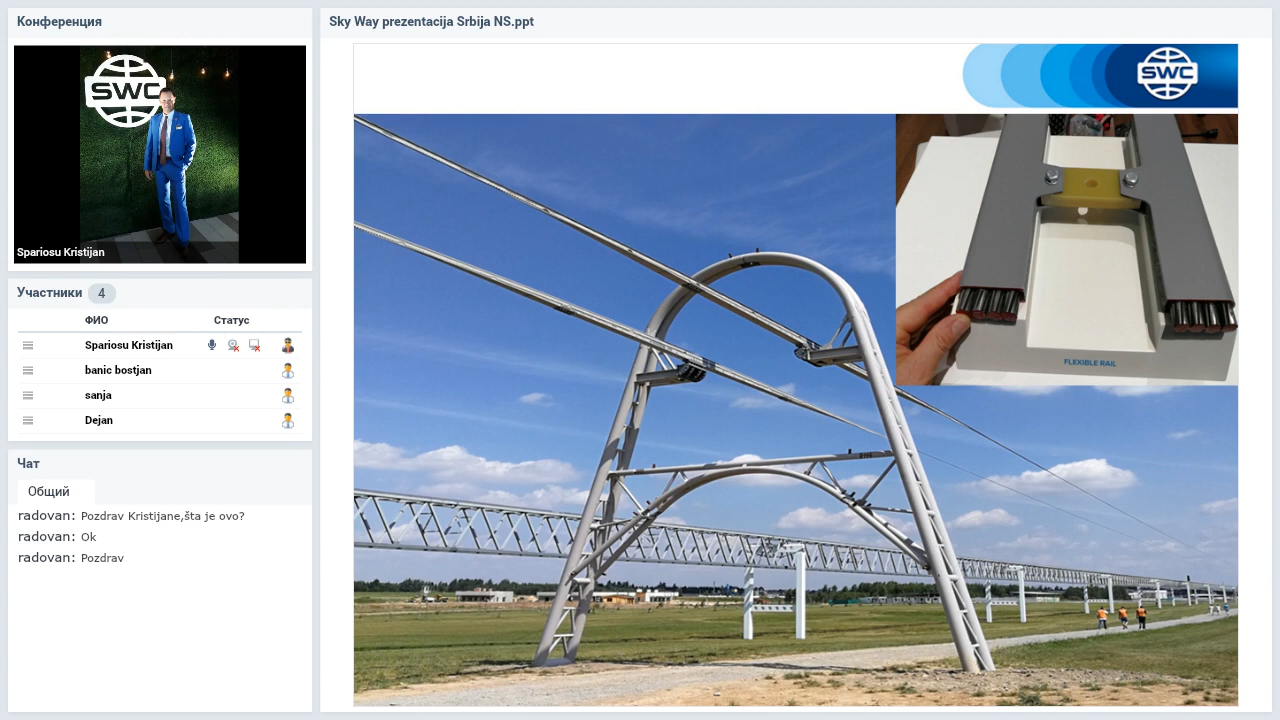 Конференция
SWC
Spariosu Kristijan
Участники 4
ФИО Статус
Spariosu Kristijan
banic bostjan
sanja
Dejan
Чат
Общий
radovan: Pozdrav Kristijane,šta je ovo?
radovan: Ok
radovan: Pozdrav
Sky Way prezentacija Srbija NS.ppt
SWC
FLEXIBLE RAIL